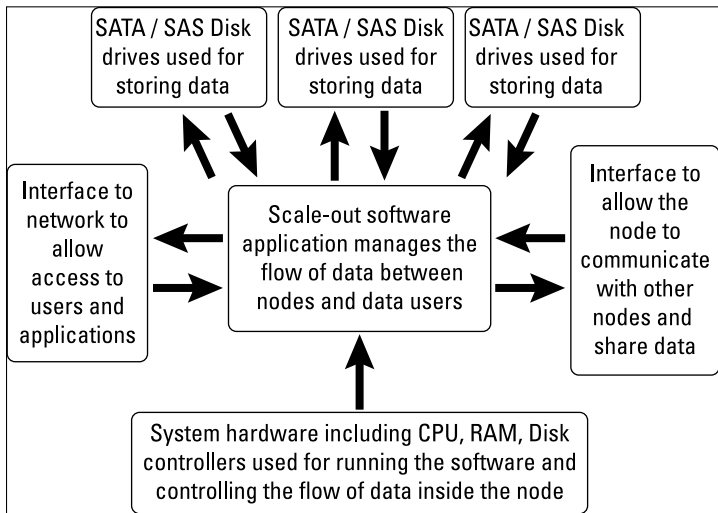 SATA / SAS Disk
drives used for
storing data
SATA / SAS Disk
drives used for
storing data
SATA / SAS Disk
drives used for
storing data
Interface to
network to
allow
access to
users and
applications
Scale-out software
application manages the
flow of data between
nodes and data users
Interface to
allow the
node to
communicate
with other
nodes and
share data
System hardware including CPU, RAM, Disk
controllers used for running the software and
controlling the flow of data inside the node